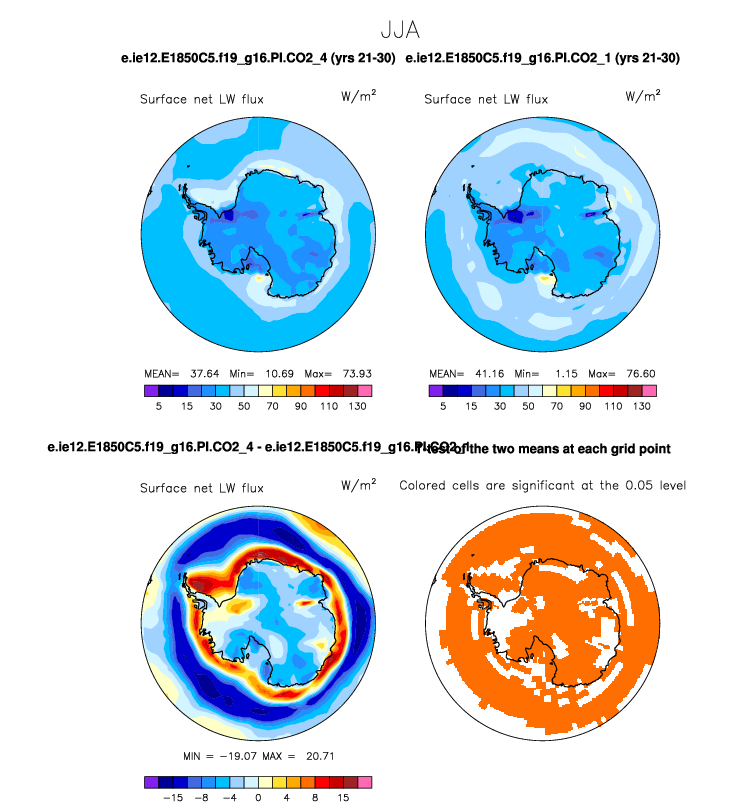 JJA
e.ie12.E1850C5.f19_g16.PI.CO2_4 (yrs 21-30) e.ie12.E1850C5.f19_g16.PI.CO2_1 (yrs 21-30)
Surface net LW flux W/m² Surface net LW flux W/m²
MEAN= 37.64 Min= 10.69 Max= 73.93 MEAN= 41.16 Min= 1.15 Max= 76.60
5 15 30 50 70 90 110 130 5 15 30 50 70 90 110 130
e.ie12.E1850C5.f19_g16.PI.CO2_4 - e.ie12.E1850C5.f19_g16.PI.CO2_1 T-test of the two means at each grid point
Surface net LW flux W/m² Colored cells are significant at the 0.05 level
MIN = -19.07 MAX = 20.71
-15 -8 -4 0 4 8 15